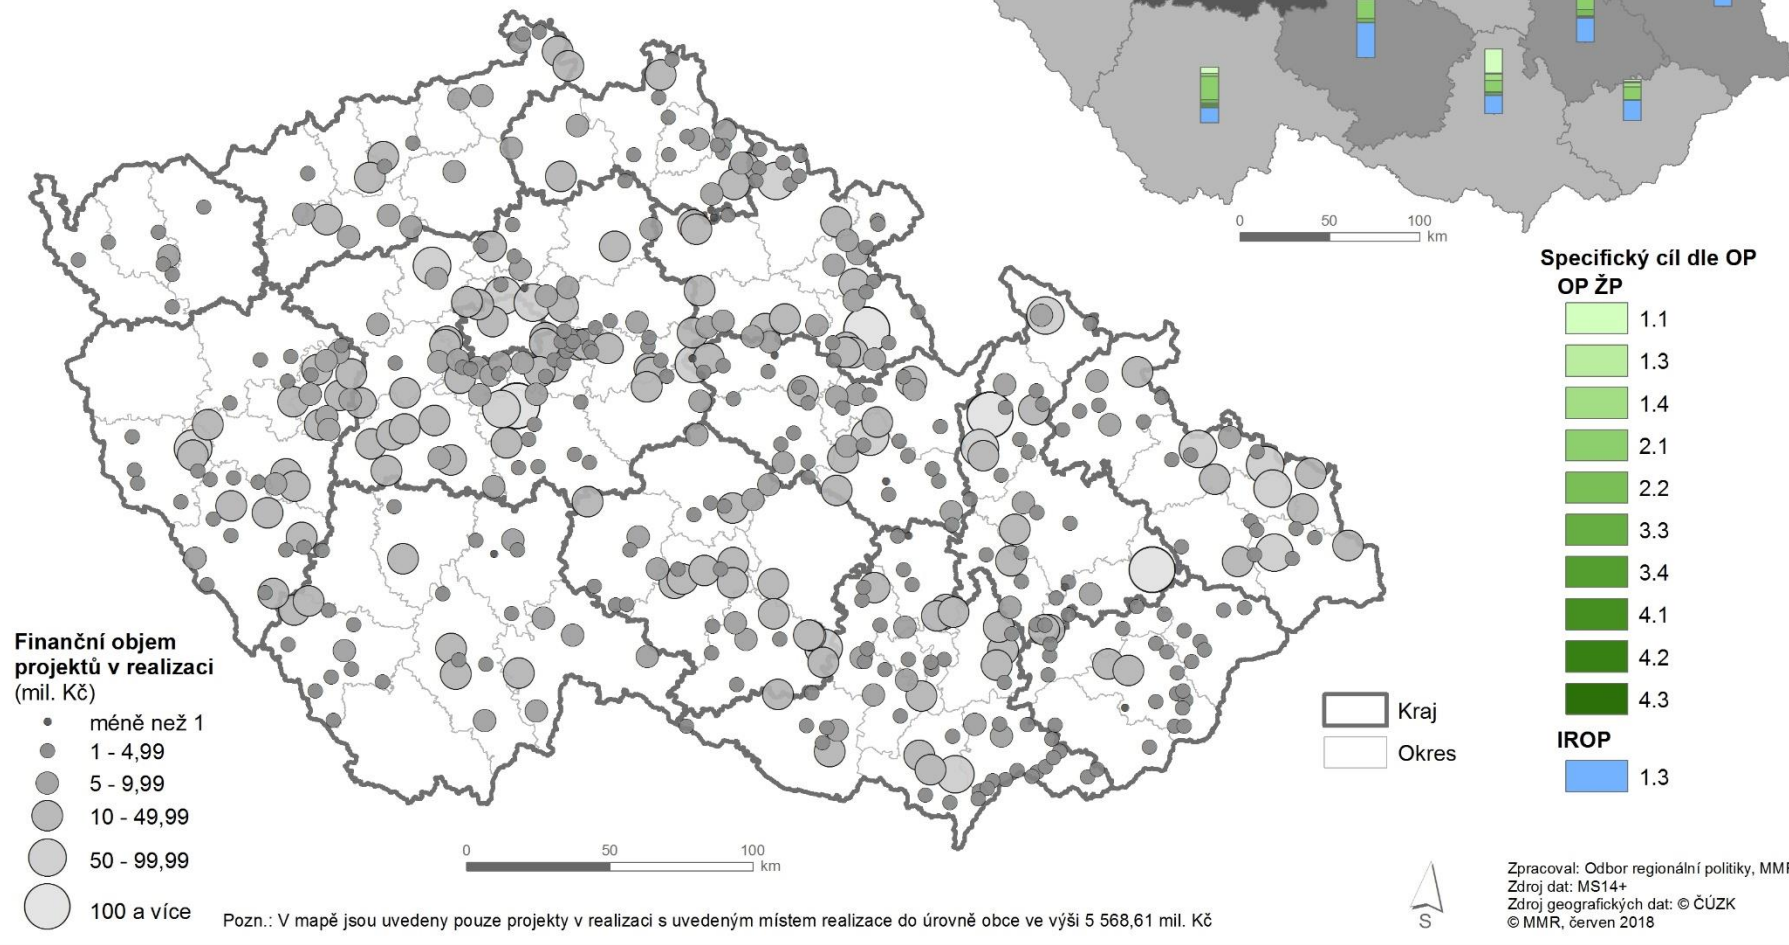 0 50 100
km
Specifický cíl dle OP
OP ŽP
1.1
1.3
1.4
2.1
2.2
3.3
3.4
4.1
4.2
4.3
IROP
1.3
Finanční objem
projektů v realizaci
(mil. Kč)
méně než 1
1 - 4,99
5 - 9,99
10 - 49,99
50 - 99,99
100 a více
Kraj
Okres
0 50 100
km
Pozn.: V mapě jsou uvedeny pouze projekty v realizaci s uvedeným místem realizace do úrovně obce ve výši 5 568,61 mil. Kč
S
Zpracoval: Odbor regionální politiky, MMR
Zdroj dat: MS14+
Zdroj geografických dat: © ČÚZK
© MMR, červen 2018